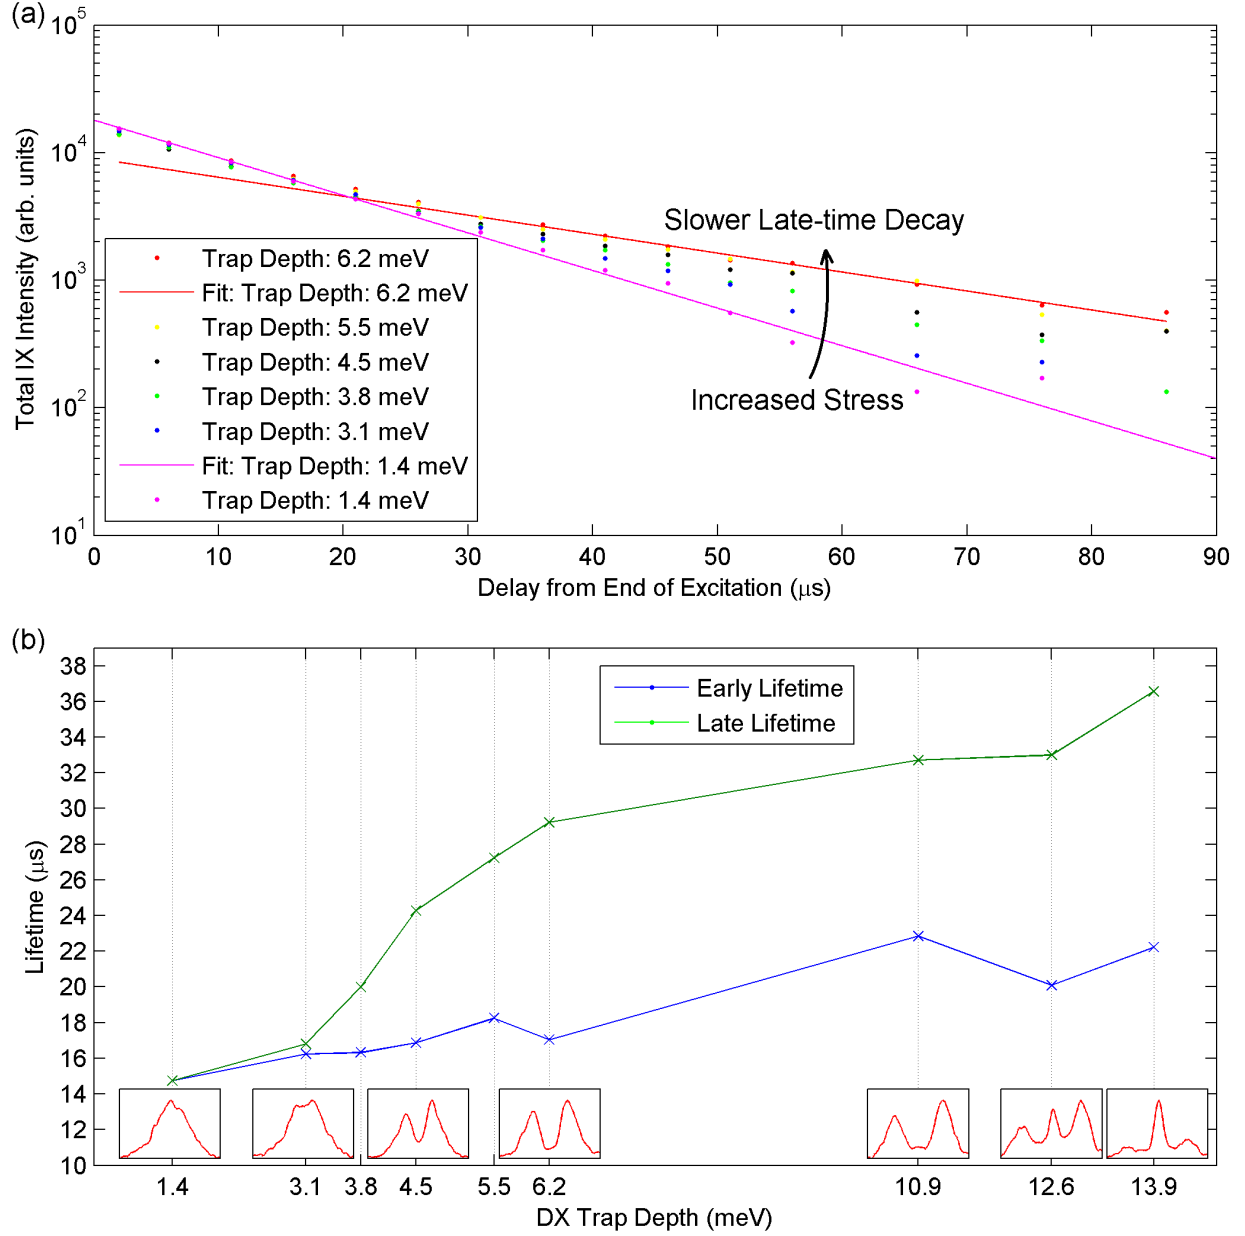 (a)
10^5
10^4
10^3
10^2
10^1
Total IX Intensity (arb. units)
Slower Late-time Decay
Increased Stress
Trap Depth: 6.2 meV
Fit: Trap Depth: 6.2 meV
Trap Depth: 5.5 meV
Trap Depth: 4.5 meV
Trap Depth: 3.8 meV
Trap Depth: 3.1 meV
Fit: Trap Depth: 1.4 meV
Trap Depth: 1.4 meV
0 10 20 30 40 50 60 70 80 90
Delay from End of Excitation (μs)
(b)
38
36
34
32
30
28
26
24
22
20
18
16
14
12
10
Lifetime (μs)
Early Lifetime
Late Lifetime
1.4 3.1 3.8 4.5 5.5 6.2 10.9 12.6 13.9
DX Trap Depth (meV)